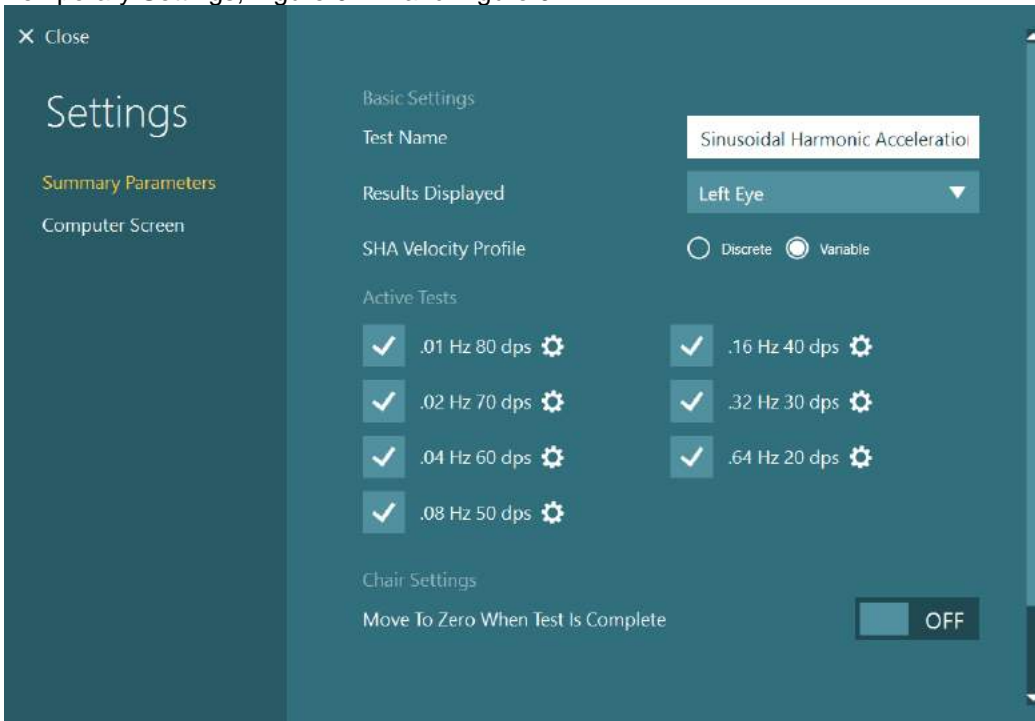 Close
Settings
Summary Parameters
Computer Screen
Basic Settings
Test Name
Sinusoidal Harmonic Acceleratio
Results Displayed
Left Eye
SHA Velocity Profile
Discrete
Variable
Active Tests
.01 Hz 80 dps
.16 Hz 40 dps
.02 Hz 70 dps
.32 Hz 30 dps
.04 Hz 60 dps
.64 Hz 20 dps
.08 Hz 50 dps
Chair Settings
Move To Zero When Test Is Complete
OFF